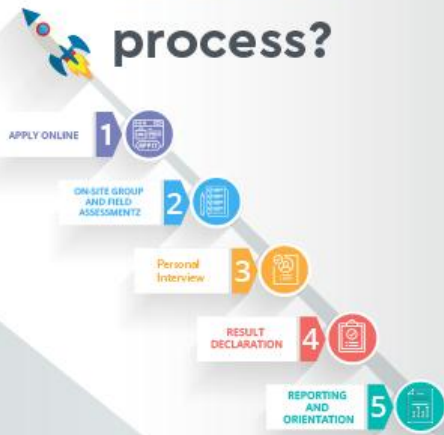 process?
APPLY ONLINE
1
ON-SITE GROUP
AND FIELD
ASSESSMENTZ
2
Personal
Interview
3
RESULT
DECLARATION
4
REPORTING
AND
ORIENTATION
5